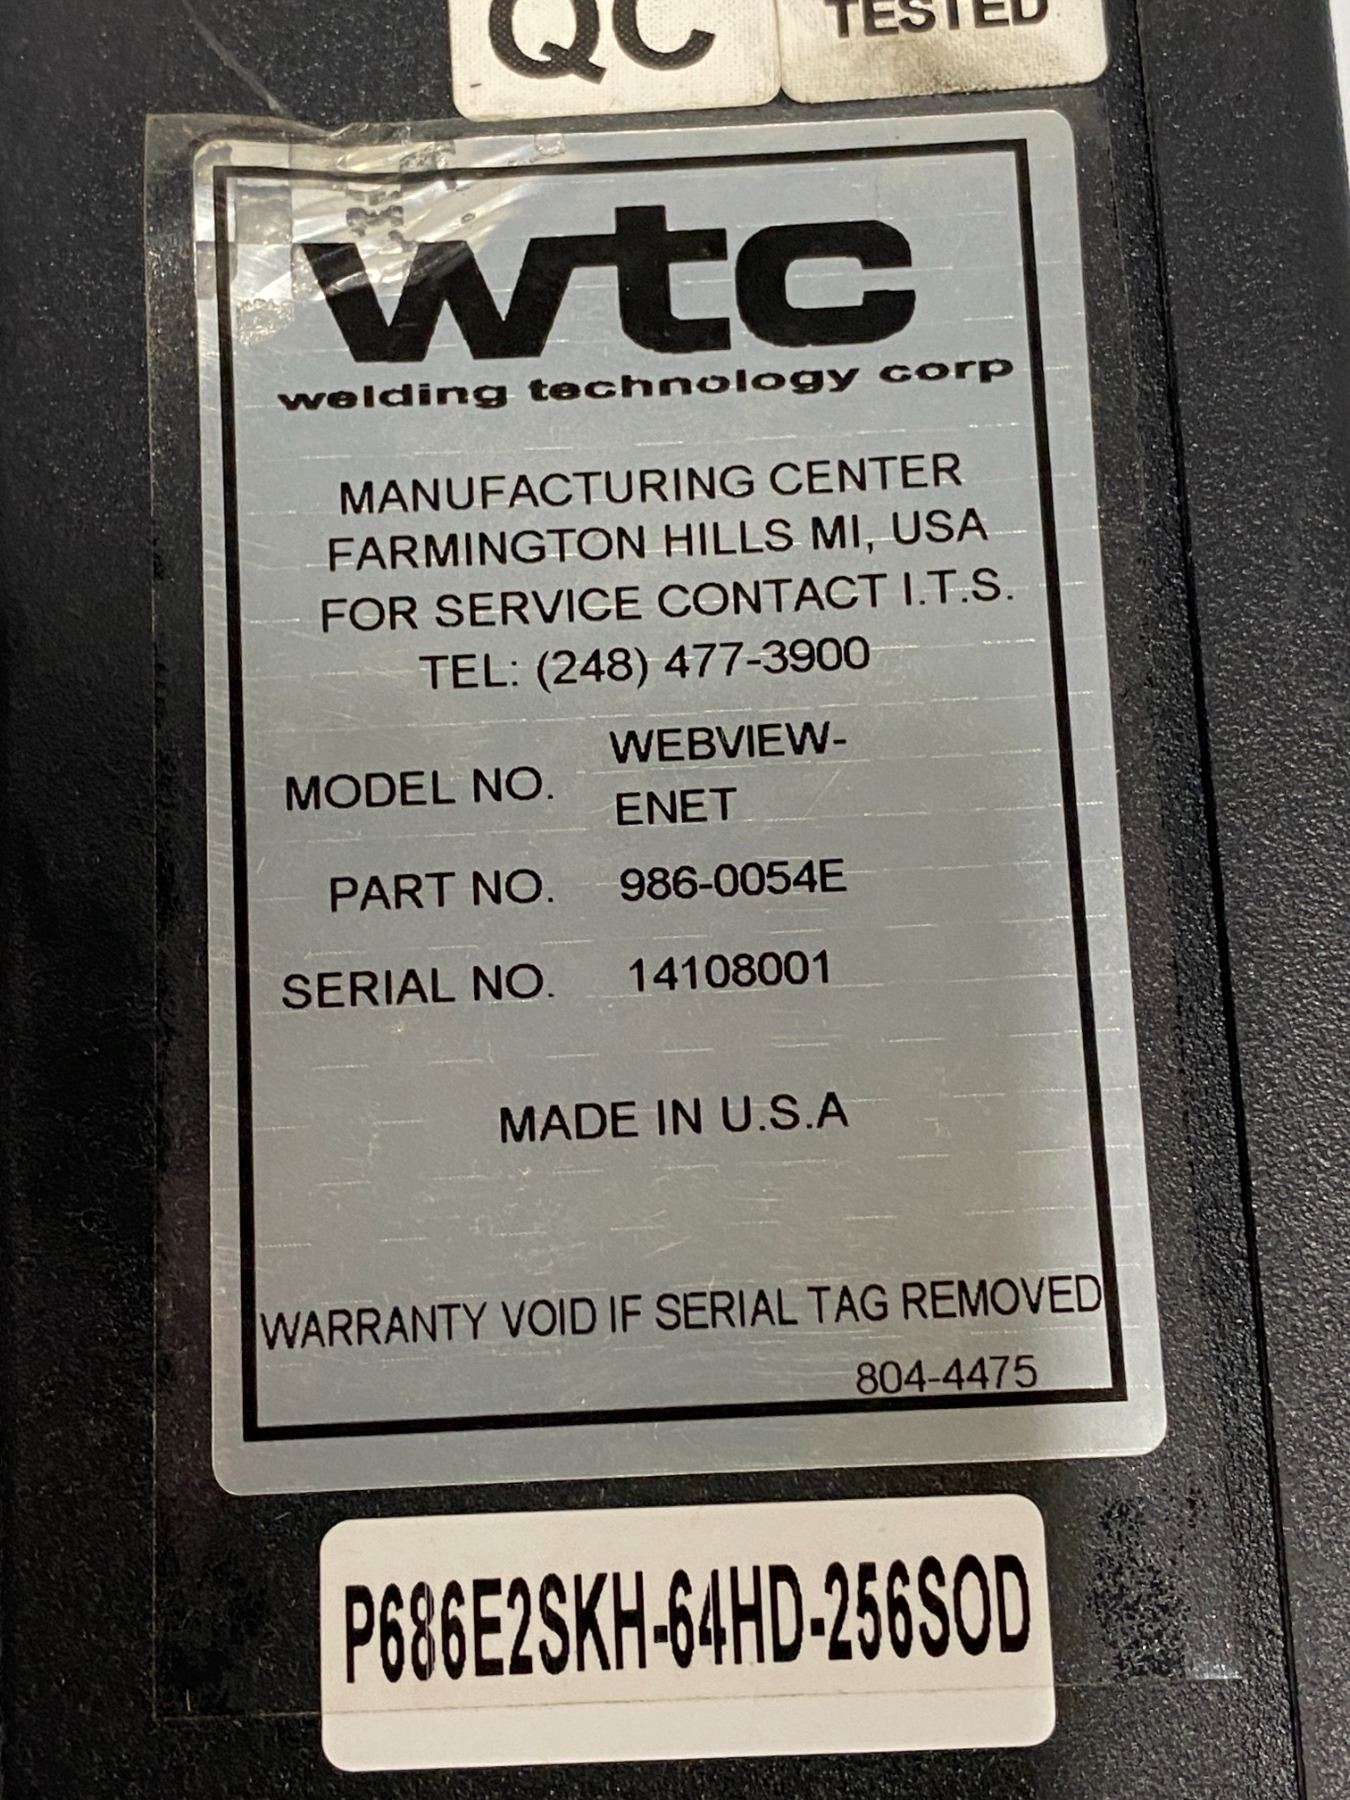 QC
TESTED
wtc
welding technology corp
MANUFACTURING CENTER
FARMINGTON HILLS MI, USA
FOR SERVICE CONTACT I.T.S.
TEL: (248) 477-3900
MODEL NO. WEBVIEW-
ENET
PART NO. 986-0054E
SERIAL NO. 14108001
MADE IN U.S.A
WARRANTY VOID IF SERIAL TAG REMOVED
804-4475
P686E2SKH-64HD-256SOD